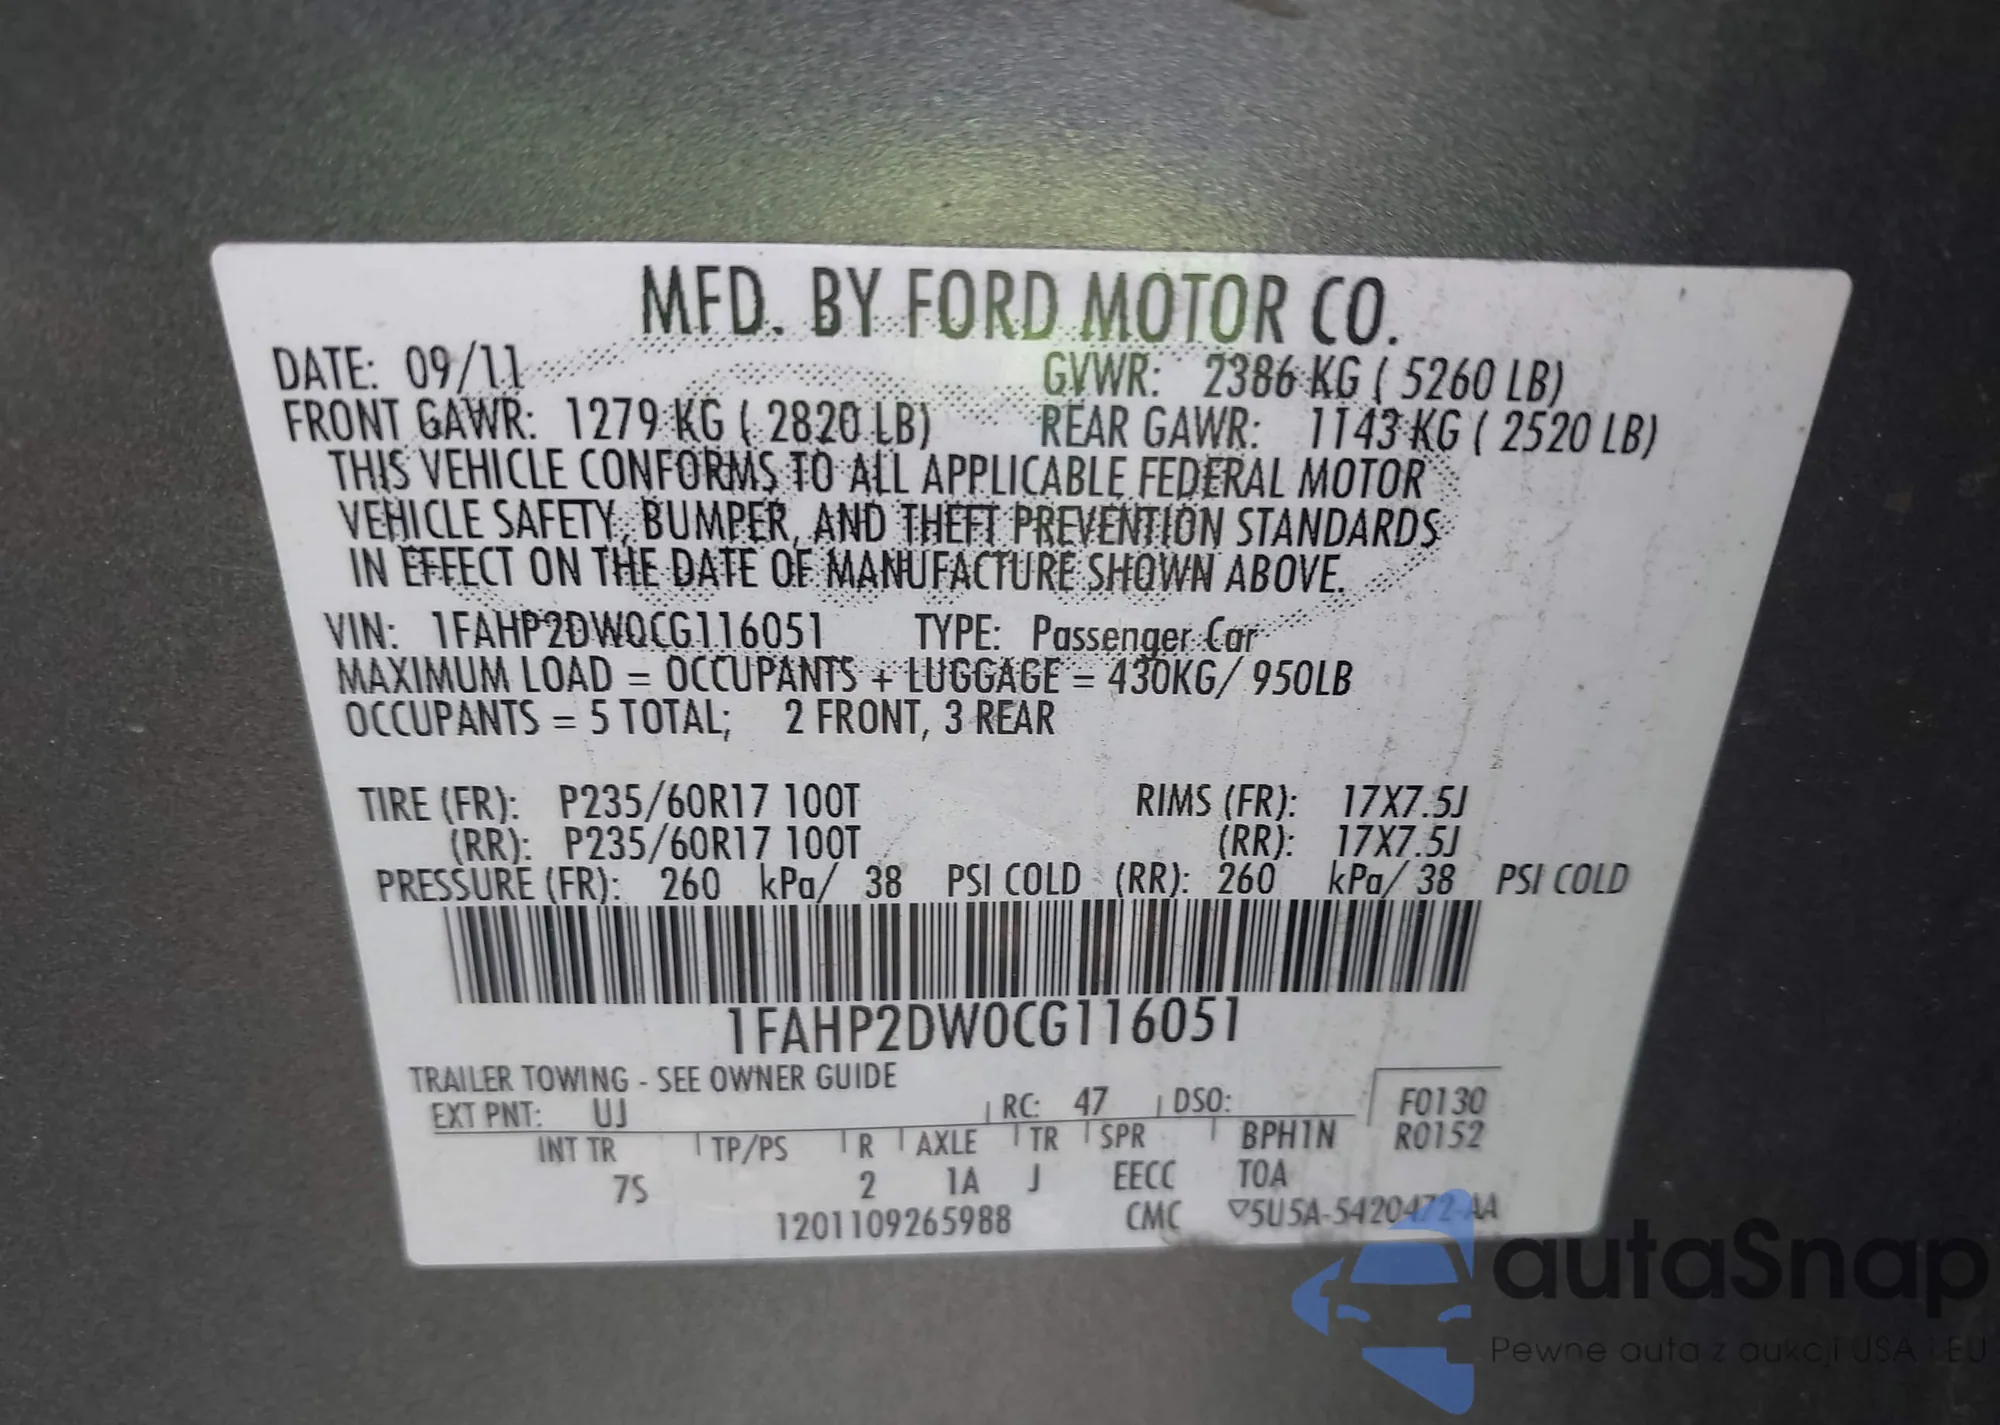 MFD. BY FORD MOTOR CO.
DATE: 09/11 GVWR: 2386 KG ( 5260 LB)
FRONT GAWR: 1279 KG ( 2820 LB) REAR GAWR: 1143 KG ( 2520 LB)
THIS VEHICLE CONFORMS TO ALL APPLICABLE FEDERAL MOTOR
VEHICLE SAFETY, BUMPER, AND THEFT PREVENTION STANDARDS
IN EFFECT ON THE DATE OF MANUFACTURE SHOWN ABOVE.
VIN: 1FAHP2DW0CG116051 TYPE: Passenger Car
MAXIMUM LOAD = OCCUPANTS + LUGGAGE = 430KG/ 950LB
OCCUPANTS = 5 TOTAL; 2 FRONT, 3 REAR
TIRE (FR): P235/60R17 100T RIMS (FR): 17X7.5J
(RR): P235/60R17 100T (RR): 17X7.5J
PRESSURE (FR): 260 kPa/ 38 PSI COLD (RR): 260 kPa/ 38 PSI COLD
1FAHP2DW0CG116051
TRAILER TOWING - SEE OWNER GUIDE
EXT PNT: UJ RC: 47 DSO: F0130
INT TR TP/PS R AXLE TR SPR BPH1N R0152
7S 2 1A J EECC TOA
1201109265988 CMC ▽5U5A-5420472-AA
autaSnap
Pewne auta z aukcji USA i EU